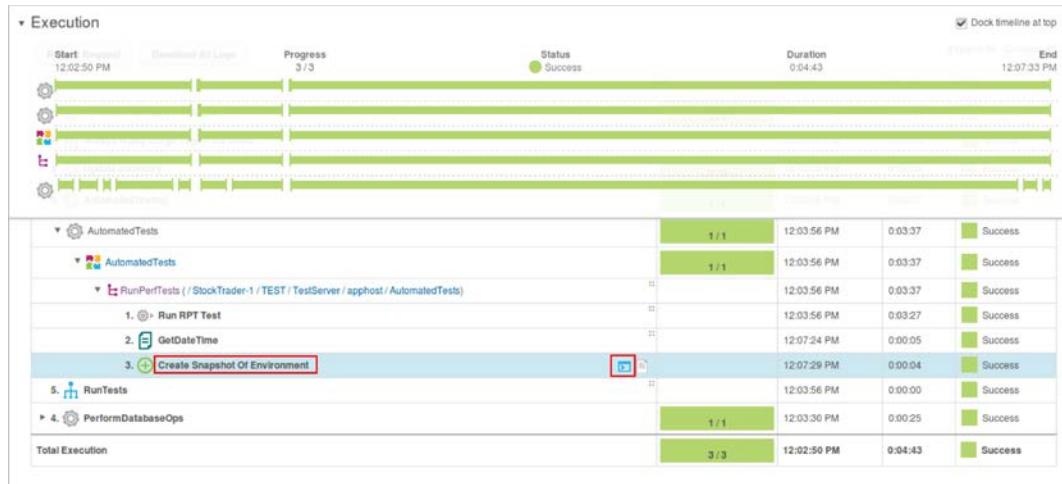 Execution
Dock timeline at top
Start Progress Status Duration End
12:02:50 PM 3 / 3 Success 0:04:43 12:07:33 PM
AutomatedTests 1 / 1 12:03:56 PM 0:03:37 Success
AutomatedTests 1 / 1 12:03:56 PM 0:03:37 Success
RunPerfTests ( / StockTrader-1 / TEST / TestServer / apphost / AutomatedTests) 12:03:56 PM 0:03:37 Success
1. Run RPT Test 12:03:56 PM 0:03:27 Success
2. GetDateTime 12:07:24 PM 0:00:05 Success
3. Create Snapshot Of Environment 12:07:29 PM 0:00:04 Success
5. RunTests 12:03:56 PM 0:00:00 Success
4. PerformDatabaseOps 1 / 1 12:03:30 PM 0:00:25 Success
Total Execution 3 / 3 12:02:50 PM 0:04:43 Success